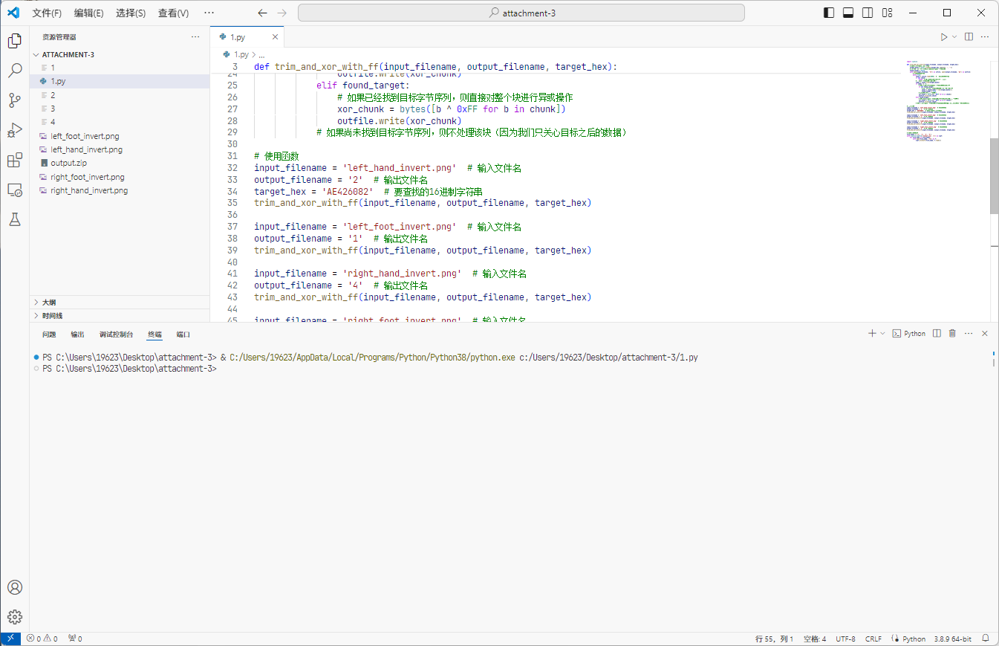 文件(F) 编辑(E) 选择(S) 查看(V) ··· attachment-3
资源管理器 ···
ATTACHMENT-3
1
1.py
2
3
4
left_foot_invert.png
left_hand_invert.png
output.zip
right_foot_invert.png
right_hand_invert.png
大纲
时间线
1.py
1.py > ...
3 def trim_and_xor_with_ff(input_filename, output_filename, target_hex):
24 outfile.write(xor_chunk)
25 elif found_target:
26 # 如果已经找到目标字节序列，则直接对整个块进行异或操作
27 xor_chunk = bytes([b ^ 0xFF for b in chunk])
28 outfile.write(xor_chunk)
29 # 如果尚未找到目标字节序列，则不处理该块（因为我们只关心目标之后的数据）
30
31 # 使用函数
32 input_filename = 'left_hand_invert.png'  # 输入文件名
33 output_filename = '2'  # 输出文件名
34 target_hex = 'AE426082'  # 要查找的16进制字符串
35 trim_and_xor_with_ff(input_filename, output_filename, target_hex)
36
37 input_filename = 'left_foot_invert.png'  # 输入文件名
38 output_filename = '1'  # 输出文件名
39 trim_and_xor_with_ff(input_filename, output_filename, target_hex)
40
41 input_filename = 'right_hand_invert.png'  # 输入文件名
42 output_filename = '4'  # 输出文件名
43 trim_and_xor_with_ff(input_filename, output_filename, target_hex)
44
45 input_filename = 'right_foot_invert.png'  # 输入文件名
问题 输出 调试控制台 终端 端口 Python
PS C:\Users\19623\Desktop\attachment-3> & C:/Users/19623/AppData/Local/Programs/Python/Python38/python.exe c:/Users/19623/Desktop/attachment-3/1.py
PS C:\Users\19623\Desktop\attachment-3>
0 0 0 行 55，列 1 空格: 4 UTF-8 CRLF Python 3.8.9 64-bit